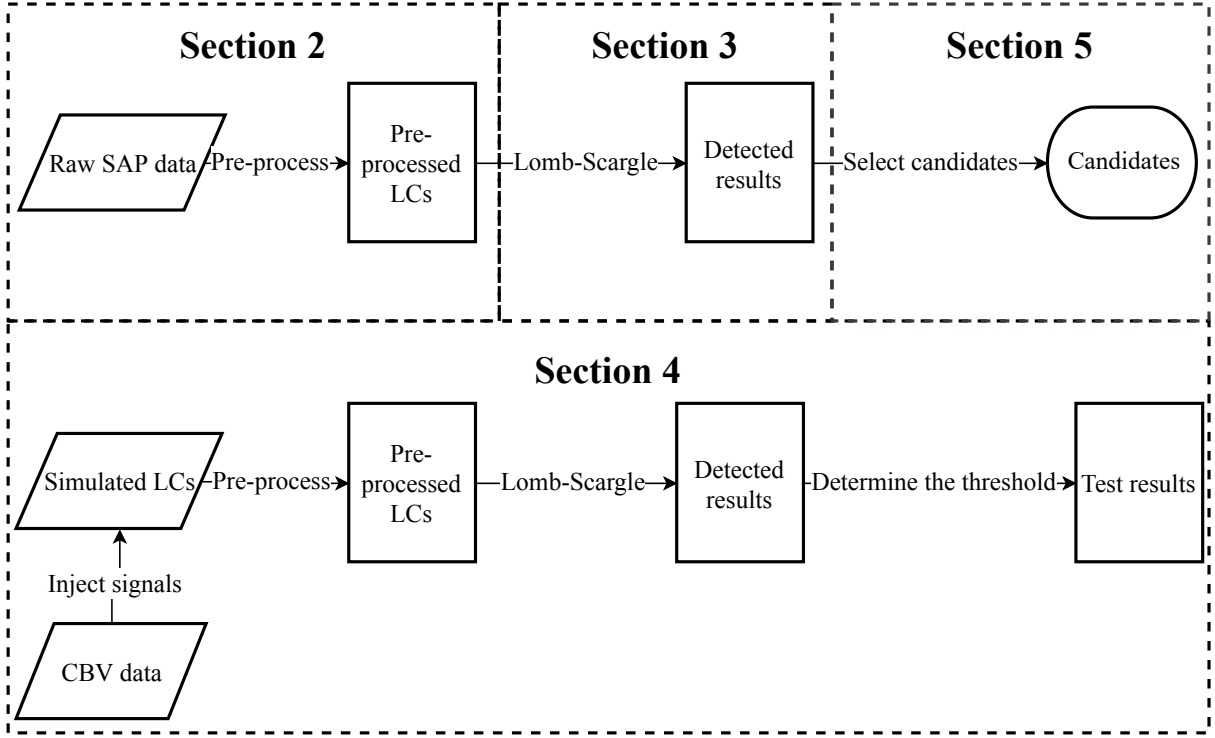 Section 2
Section 3
Section 5
Raw SAP data
Pre-process
Pre-
processed
LCs
Lomb-Scargle
Detected
results
Select candidates
Candidates
Section 4
Simulated LCs
Pre-process
Pre-
processed
LCs
Lomb-Scargle
Detected
results
Determine the threshold
Test results
Inject signals
CBV data